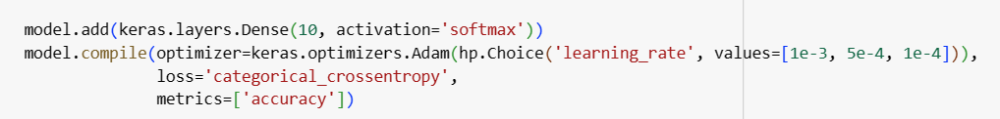 model.add(keras.layers.Dense(10, activation='softmax'))
model.compile(optimizer=keras.optimizers.Adam(hp.Choice('learning_rate', values=[1e-3, 5e-4, 1e-4])),
              loss='categorical_crossentropy',
              metrics=['accuracy'])